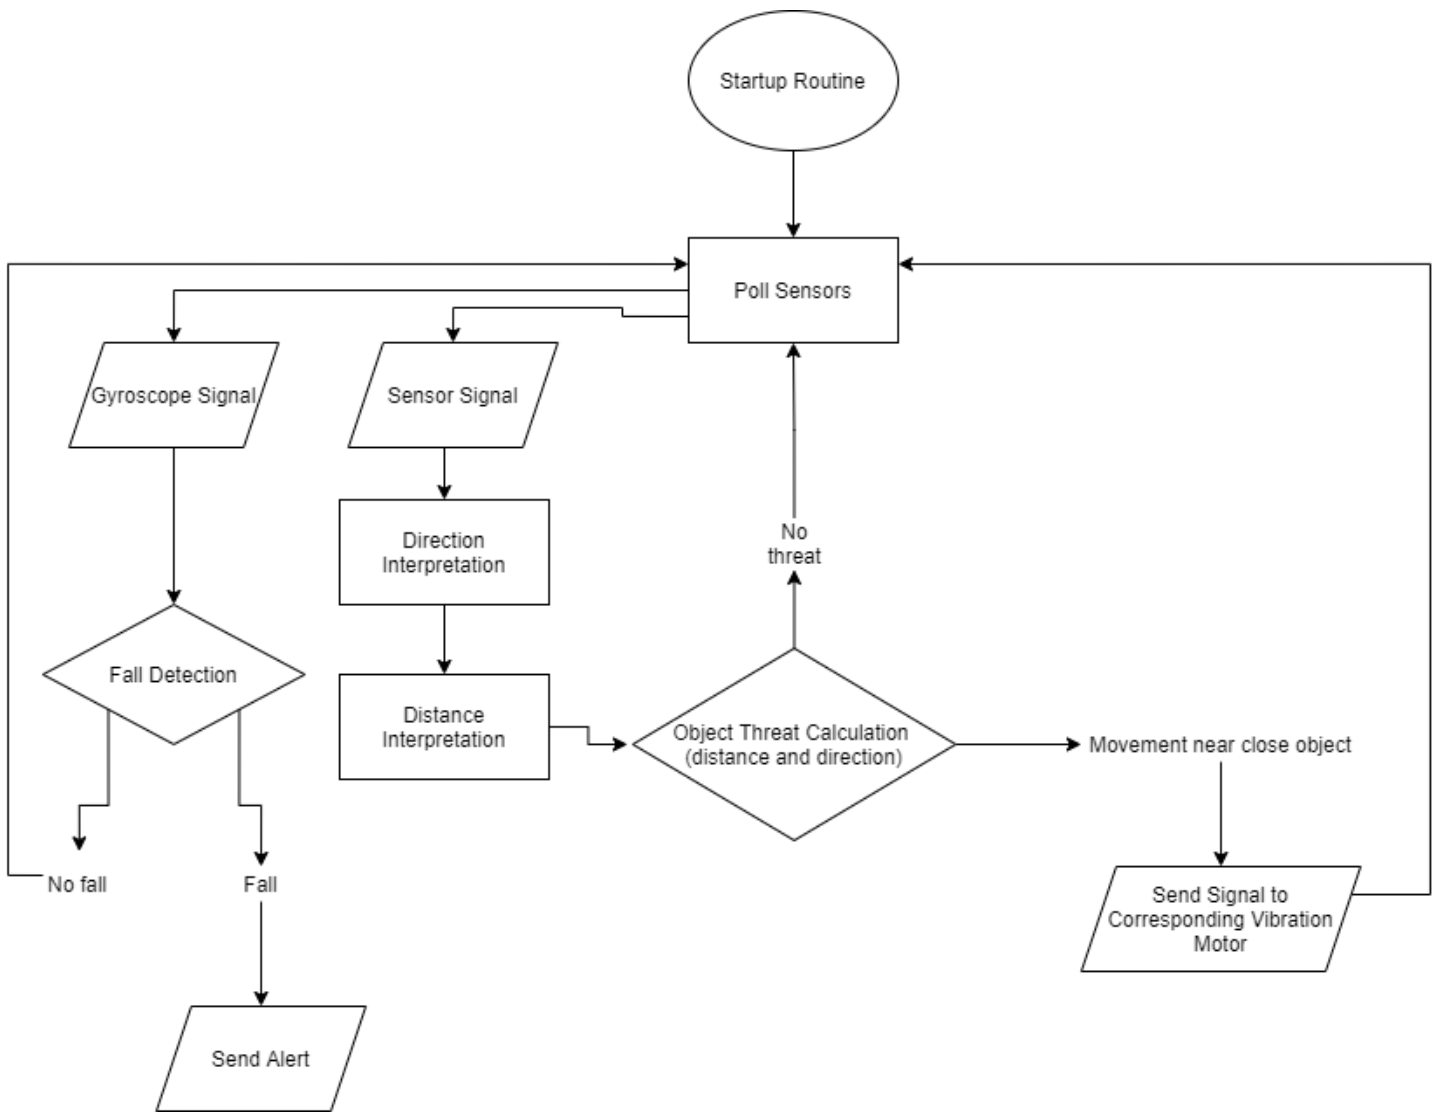 Startup Routine
Poll Sensors
Gyroscope Signal
Sensor Signal
No
threat
Direction
Interpretation
Fall Detection
Distance
Interpretation
Object Threat Calculation
(distance and direction)
Movement near close object
No fall
Fall
Send Signal to
Corresponding Vibration
Motor
Send Alert